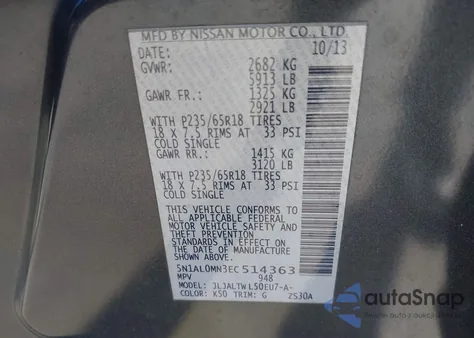 MFD BY NISSAN MOTOR CO., LTD.
DATE: 10/13
GVWR: 2682 KG
5913 LB
GAWR FR.: 1325 KG
2921 LB
WITH P235/65R18 TIRES
18 X 7.5 RIMS AT 33 PSI
COLD SINGLE
GAWR RR.: 1415 KG
3120 LB
WITH P235/65R18 TIRES
18 X 7.5 RIMS AT 33 PSI
COLD SINGLE
THIS VEHICLE CONFORMS TO
ALL APPLICABLE FEDERAL
MOTOR VEHICLE SAFETY AND
THEFT PREVENTION STANDARDS
IN EFFECT ON THE DATE OF
MANUFACTURE
SHOWN ABOVE.
5N1AL0MN3EC514363
MPV 948
MODEL: JLJALTWL50EU7-A-
COLOR: K50 TRIM: G 2S30A
autoSnap